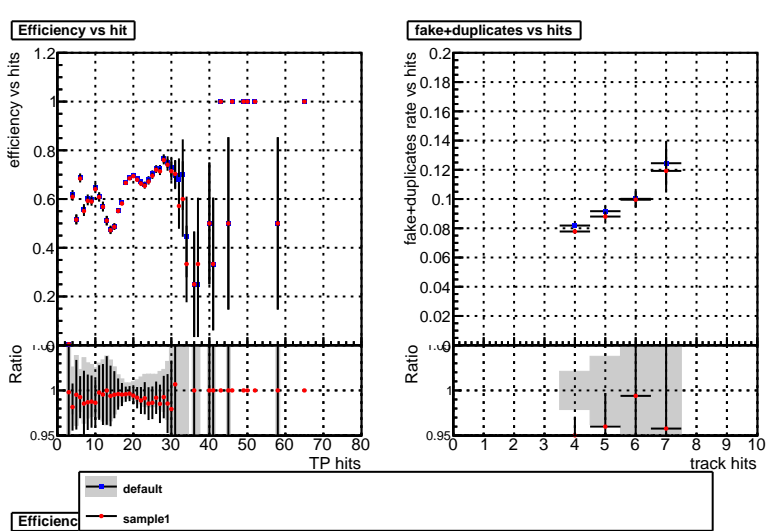 Efficiency vs hit
fake+duplicates vs hits
efficiency vs hits
1.2
1
0.8
0.6
0.4
0.2
0
Ratio
1
0.95
0 10 20 30 40 50 60 70 80
TP hits
fake+duplicates rate vs hits
0.2
0.18
0.16
0.14
0.12
0.1
0.08
0.06
0.04
0.02
0
Ratio
1
0.95
0 1 2 3 4 5 6 7 8 9 10
track hits
default
sample1
Efficienc